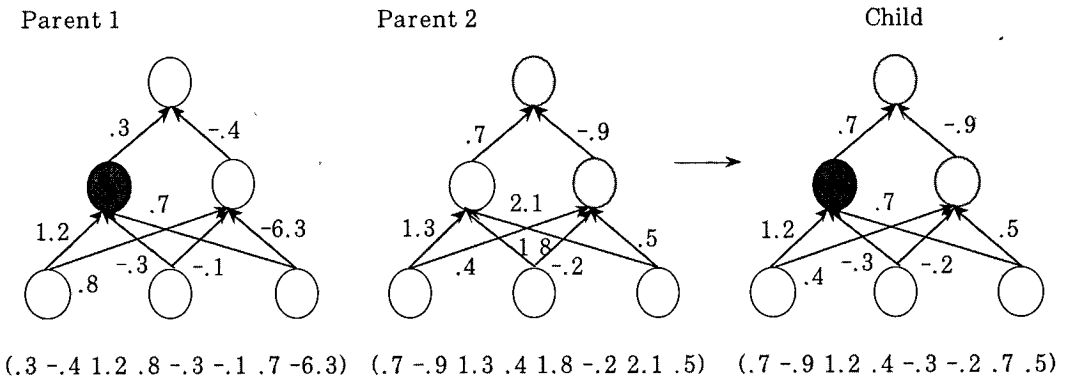 Parent 1 Parent 2 Child
.3 -.4 .7 -.9 .7 -.9
.7 2.1 .7
1.2 -6.3 1.3 .5 1.2 .5
.8 -.3 -.1 .4 1.8 -.2 .4 -.3 -.2
(.3 -.4 1.2 .8 -.3 -.1 .7 -6.3) (.7 -.9 1.3 .4 1.8 -.2 2.1 .5) (.7 -.9 1.2 .4 -.3 -.2 .7 .5)